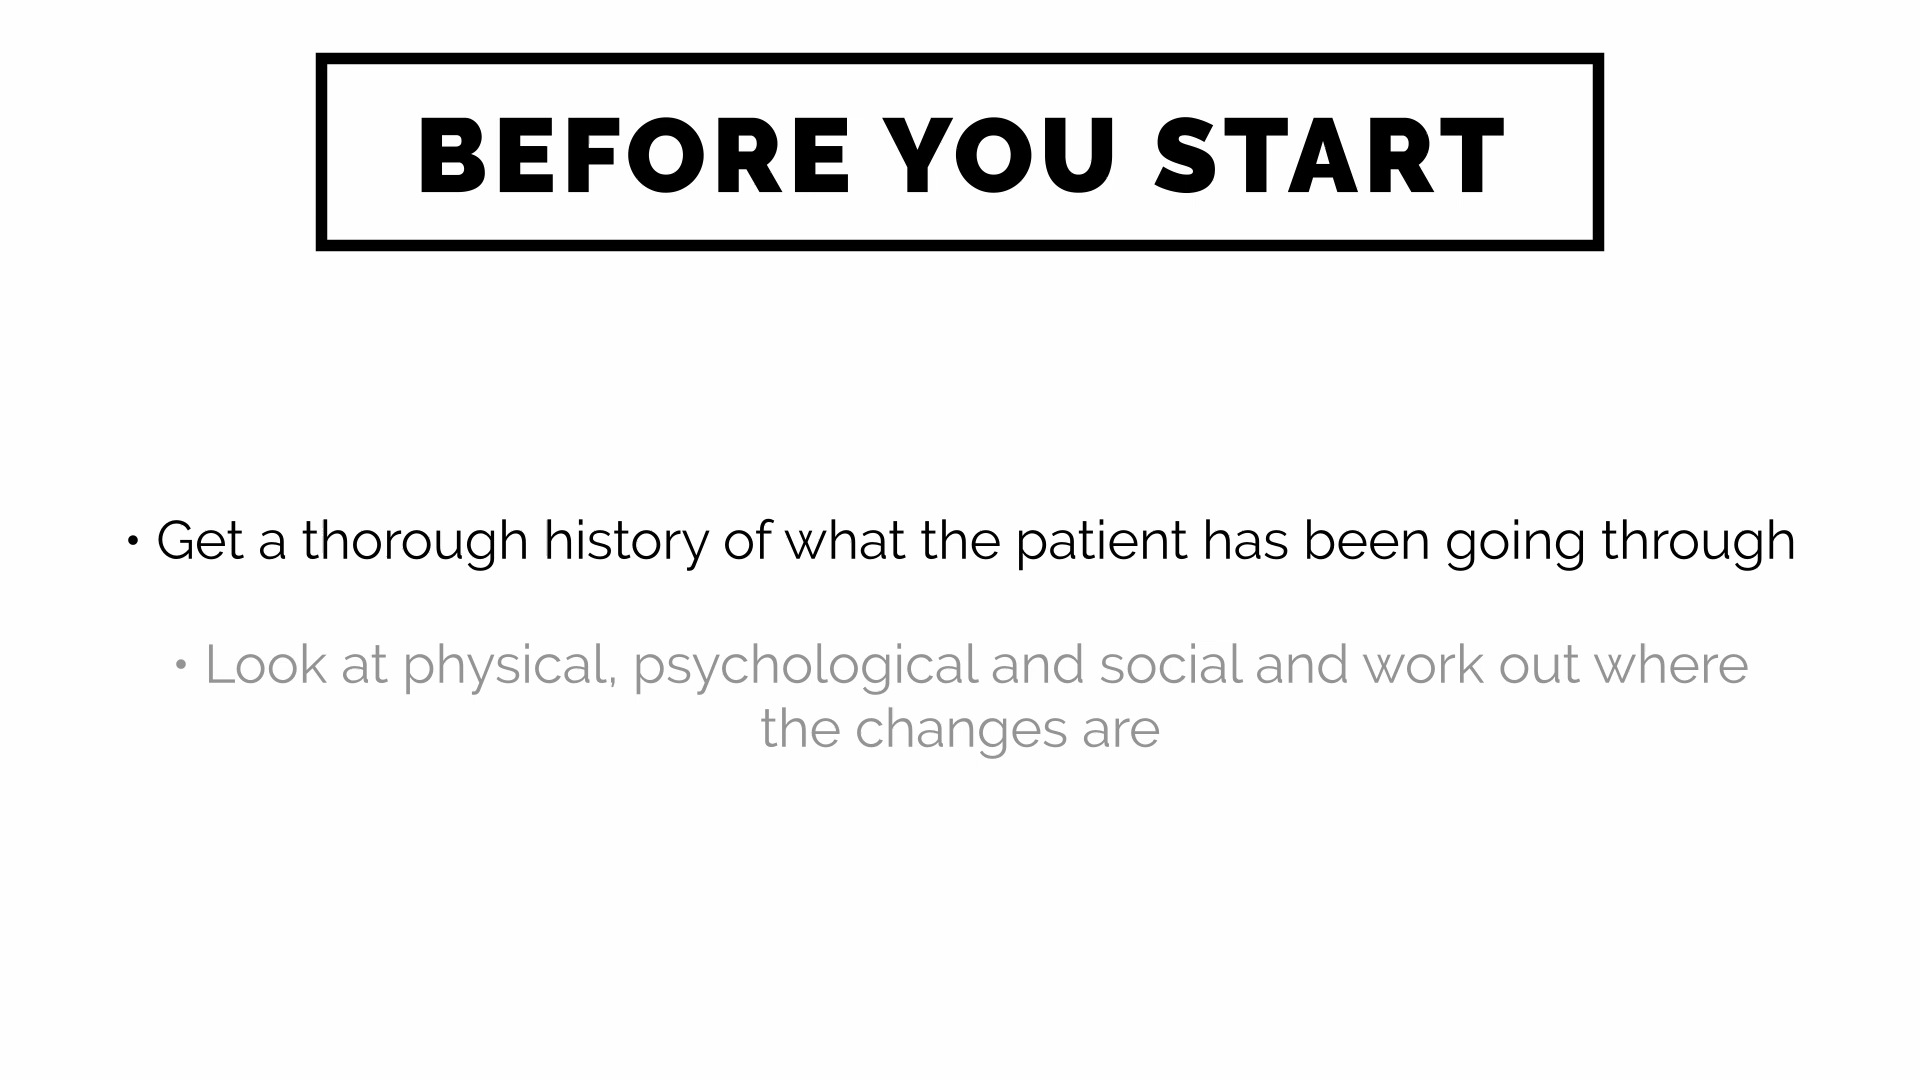 BEFORE YOU START
• Get a thorough history of what the patient has been going through
• Look at physical, psychological and social and work out where
the changes are